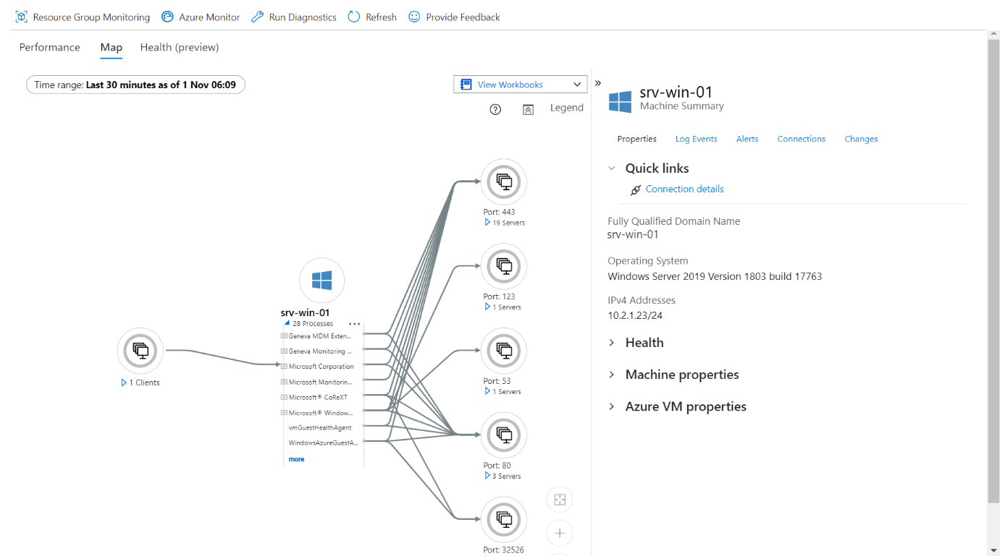 Resource Group Monitoring Azure Monitor Run Diagnostics Refresh Provide Feedback
Performance Map Health (preview)
Time range: Last 30 minutes as of 1 Nov 06:09
View Workbooks
Legend
Port: 443
19 Servers
Port: 123
1 Servers
srv-win-01
28 Processes
Geneva MDM Exten...
Geneva Monitoring ...
Microsoft Corporation
Microsoft Monitorin...
Microsoft® CoReXT
Microsoft® Window...
vmGuestHealthAgent
WindowsAzureGuestA...
more
1 Clients
Port: 53
1 Servers
Port: 80
3 Servers
Port: 32526
srv-win-01
Machine Summary
Properties Log Events Alerts Connections Changes
Quick links
Connection details
Fully Qualified Domain Name
srv-win-01
Operating System
Windows Server 2019 Version 1803 build 17763
IPv4 Addresses
10.2.1.23/24
Health
Machine properties
Azure VM properties